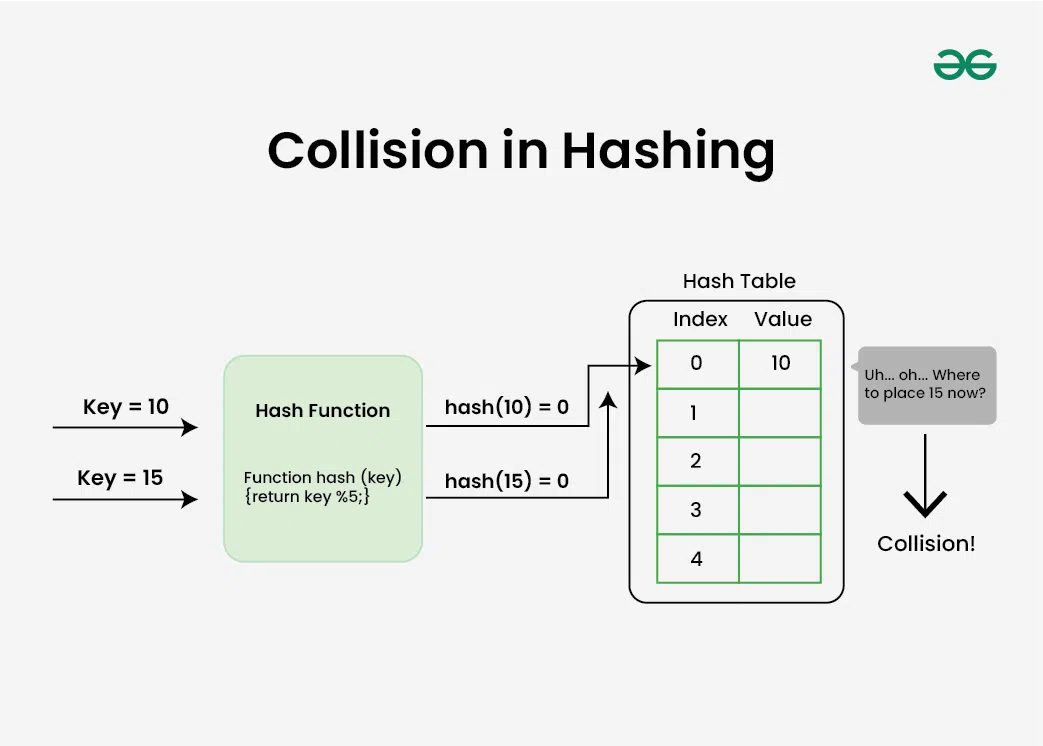 Collision in Hashing
Hash Table
Index Value
0 10
1
2
3
4
Key = 10
Key = 15
Hash Function
Function hash (key)
{return key %5;}
hash(10) = 0
hash(15) = 0
Uh... oh... Where
to place 15 now?
Collision!